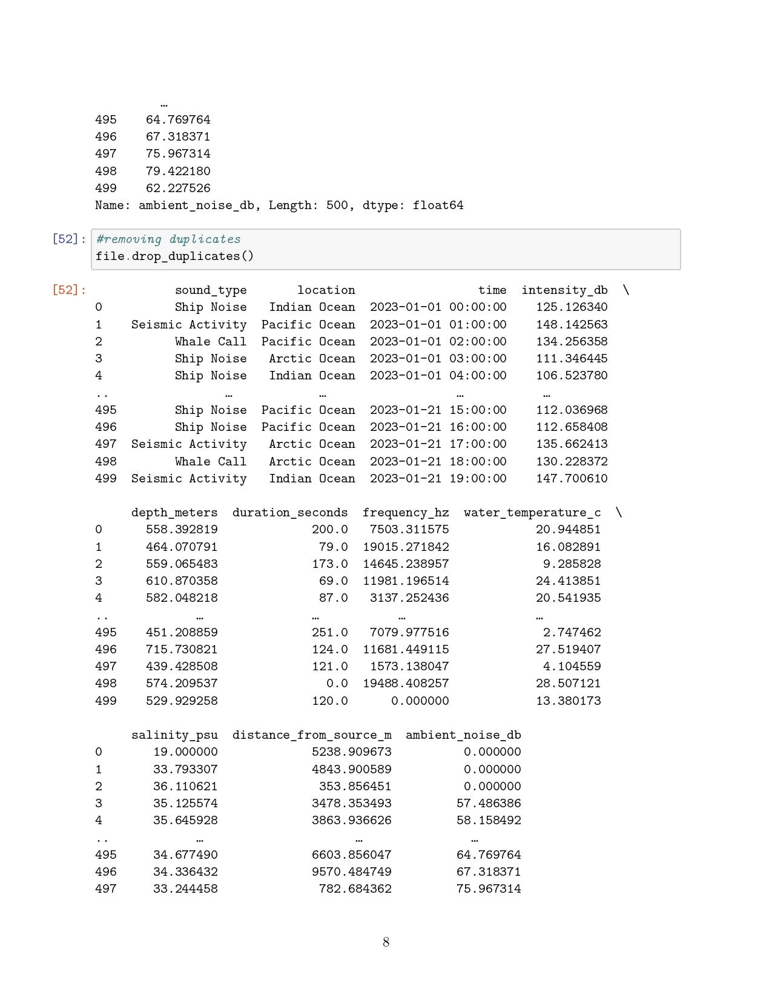 …
495    64.769764
496    67.318371
497    75.967314
498    79.422180
499    62.227526
Name: ambient_noise_db, Length: 500, dtype: float64
[52]: #removing duplicates
file.drop_duplicates()
[52]:            sound_type       location                 time  intensity_db  \
0           Ship Noise   Indian Ocean  2023-01-01 00:00:00    125.126340
1     Seismic Activity  Pacific Ocean  2023-01-01 01:00:00    148.142563
2           Whale Call  Pacific Ocean  2023-01-01 02:00:00    134.256358
3           Ship Noise   Arctic Ocean  2023-01-01 03:00:00    111.346445
4           Ship Noise   Indian Ocean  2023-01-01 04:00:00    106.523780
..                 …            …                  …           …
495         Ship Noise  Pacific Ocean  2023-01-21 15:00:00    112.036968
496         Ship Noise  Pacific Ocean  2023-01-21 16:00:00    112.658408
497   Seismic Activity   Arctic Ocean  2023-01-21 17:00:00    135.662413
498         Whale Call   Arctic Ocean  2023-01-21 18:00:00    130.228372
499   Seismic Activity   Indian Ocean  2023-01-21 19:00:00    147.700610
depth_meters  duration_seconds  frequency_hz  water_temperature_c  \
0      558.392819             200.0   7503.311575            20.944851
1      464.070791              79.0  19015.271842            16.082891
2      559.065483             173.0  14645.238957             9.285828
3      610.870358              69.0  11981.196514            24.413851
4      582.048218              87.0   3137.252436            20.541935
..            …               …           …                  …
495    451.208859             251.0   7079.977516             2.747462
496    715.730821             124.0  11681.449115            27.519407
497    439.428508             121.0   1573.138047             4.104559
498    574.209537               0.0  19488.408257            28.507121
499    529.929258             120.0      0.000000            13.380173
salinity_psu  distance_from_source_m  ambient_noise_db
0       19.000000             5238.909673          0.000000
1       33.793307             4843.900589          0.000000
2       36.110621              353.856451          0.000000
3       35.125574             3478.353493         57.486386
4       35.645928             3863.936626         58.158492
..            …                     …               …
495     34.677490             6603.856047         64.769764
496     34.336432             9570.484749         67.318371
497     33.244458              782.684362         75.967314
8